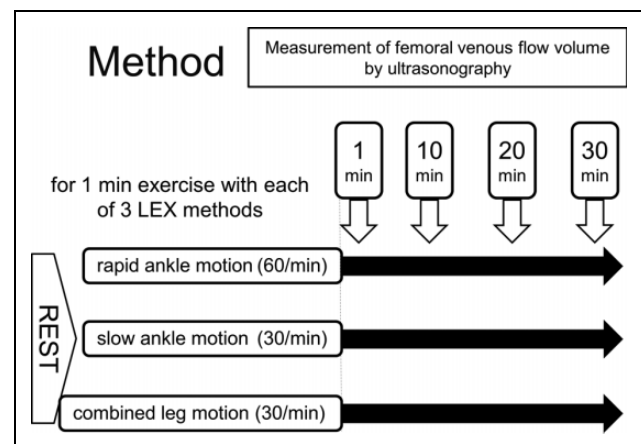 Method
Measurement of femoral venous flow volume
by ultrasonography
1
min
10
min
20
min
30
min
for 1 min exercise with each
of 3 LEX methods
REST
rapid ankle motion (60/min)
slow ankle motion (30/min)
combined leg motion (30/min)